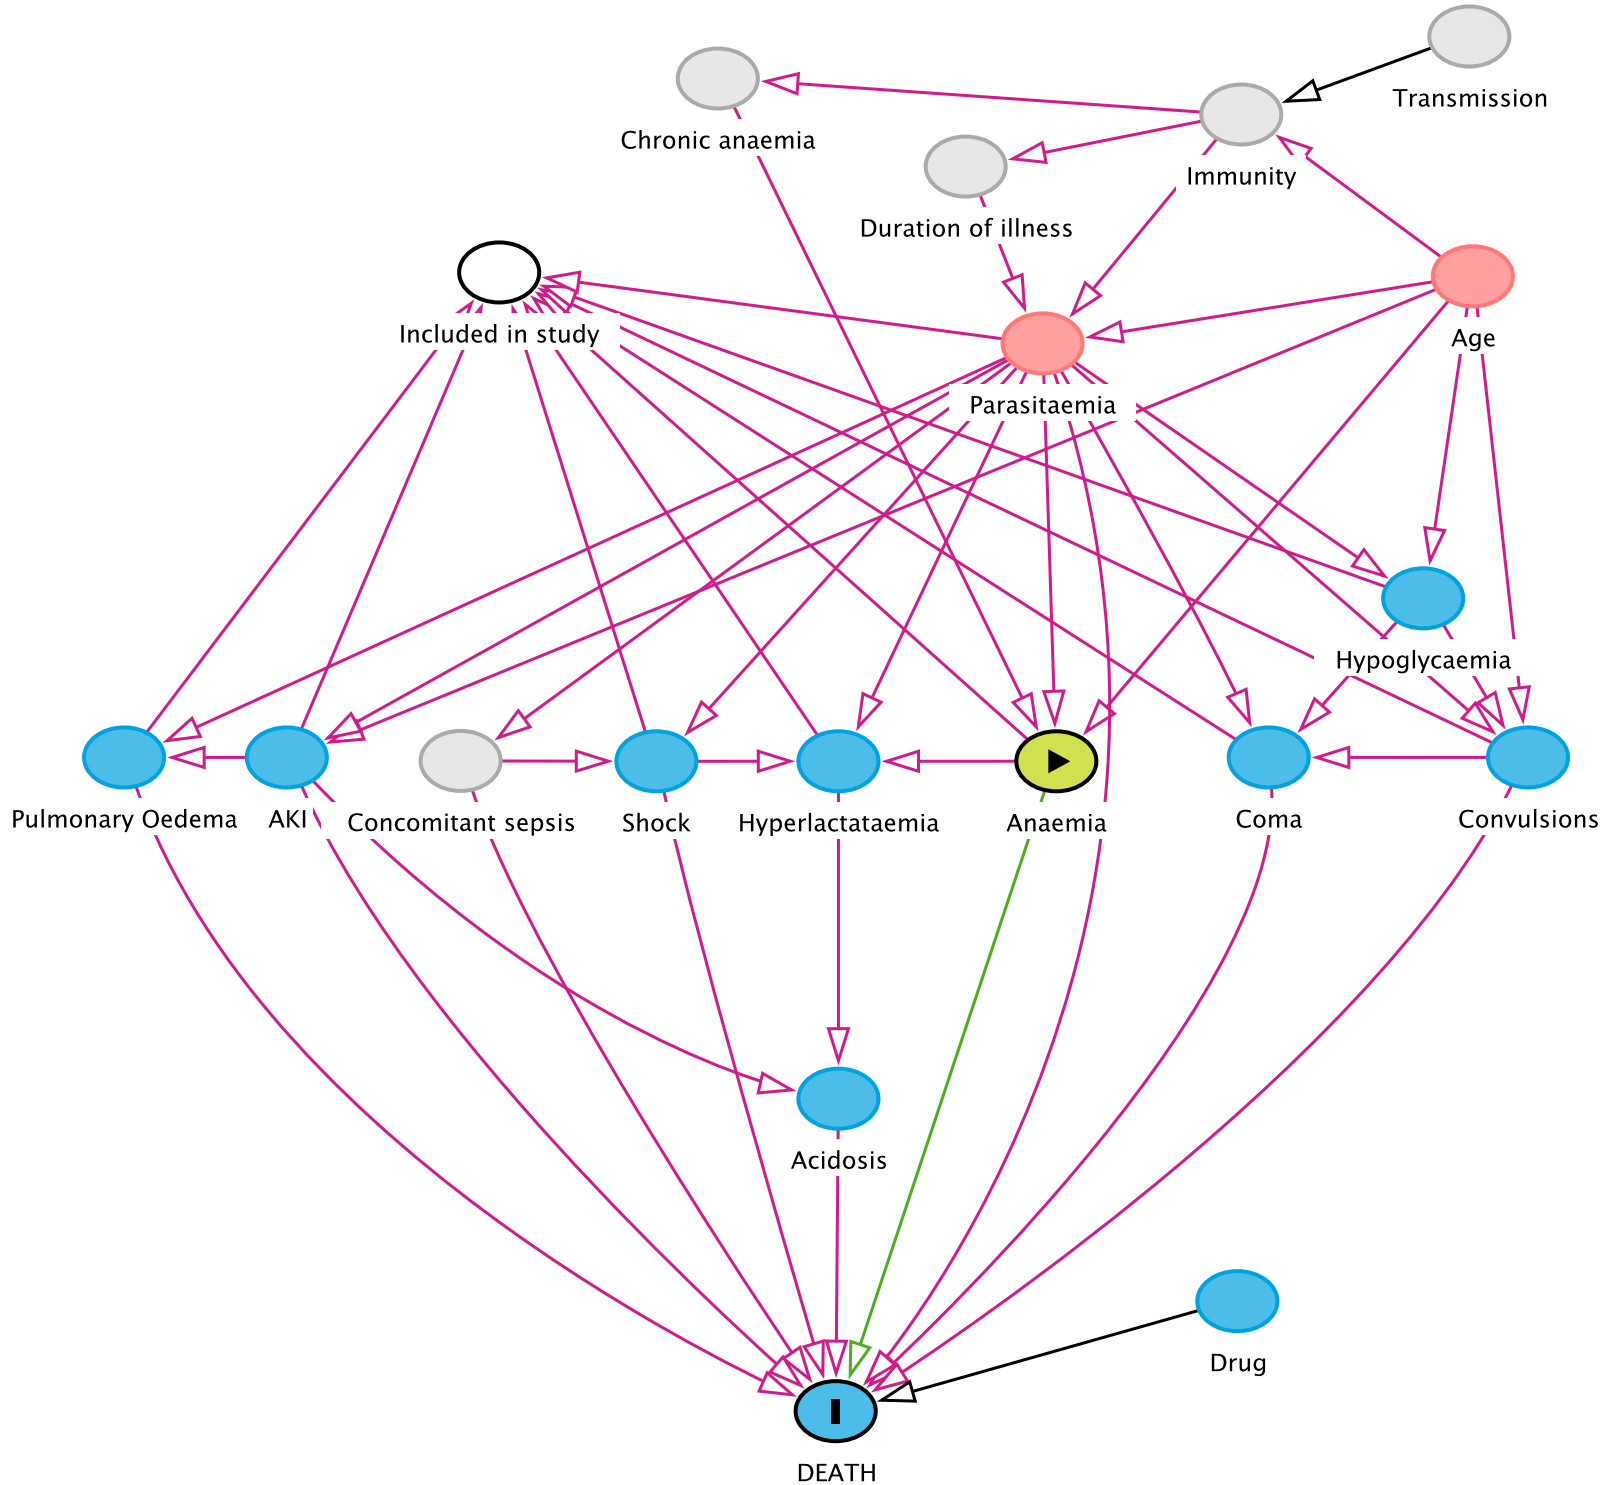 Transmission
Chronic anaemia
Immunity
Duration of illness
Included in study
Age
Parasitaemia
Hypoglycaemia
Pulmonary Oedema
AKI
Concomitant sepsis
Shock
Hyperlactataemia
Anaemia
Coma
Convulsions
Acidosis
Drug
DEATH